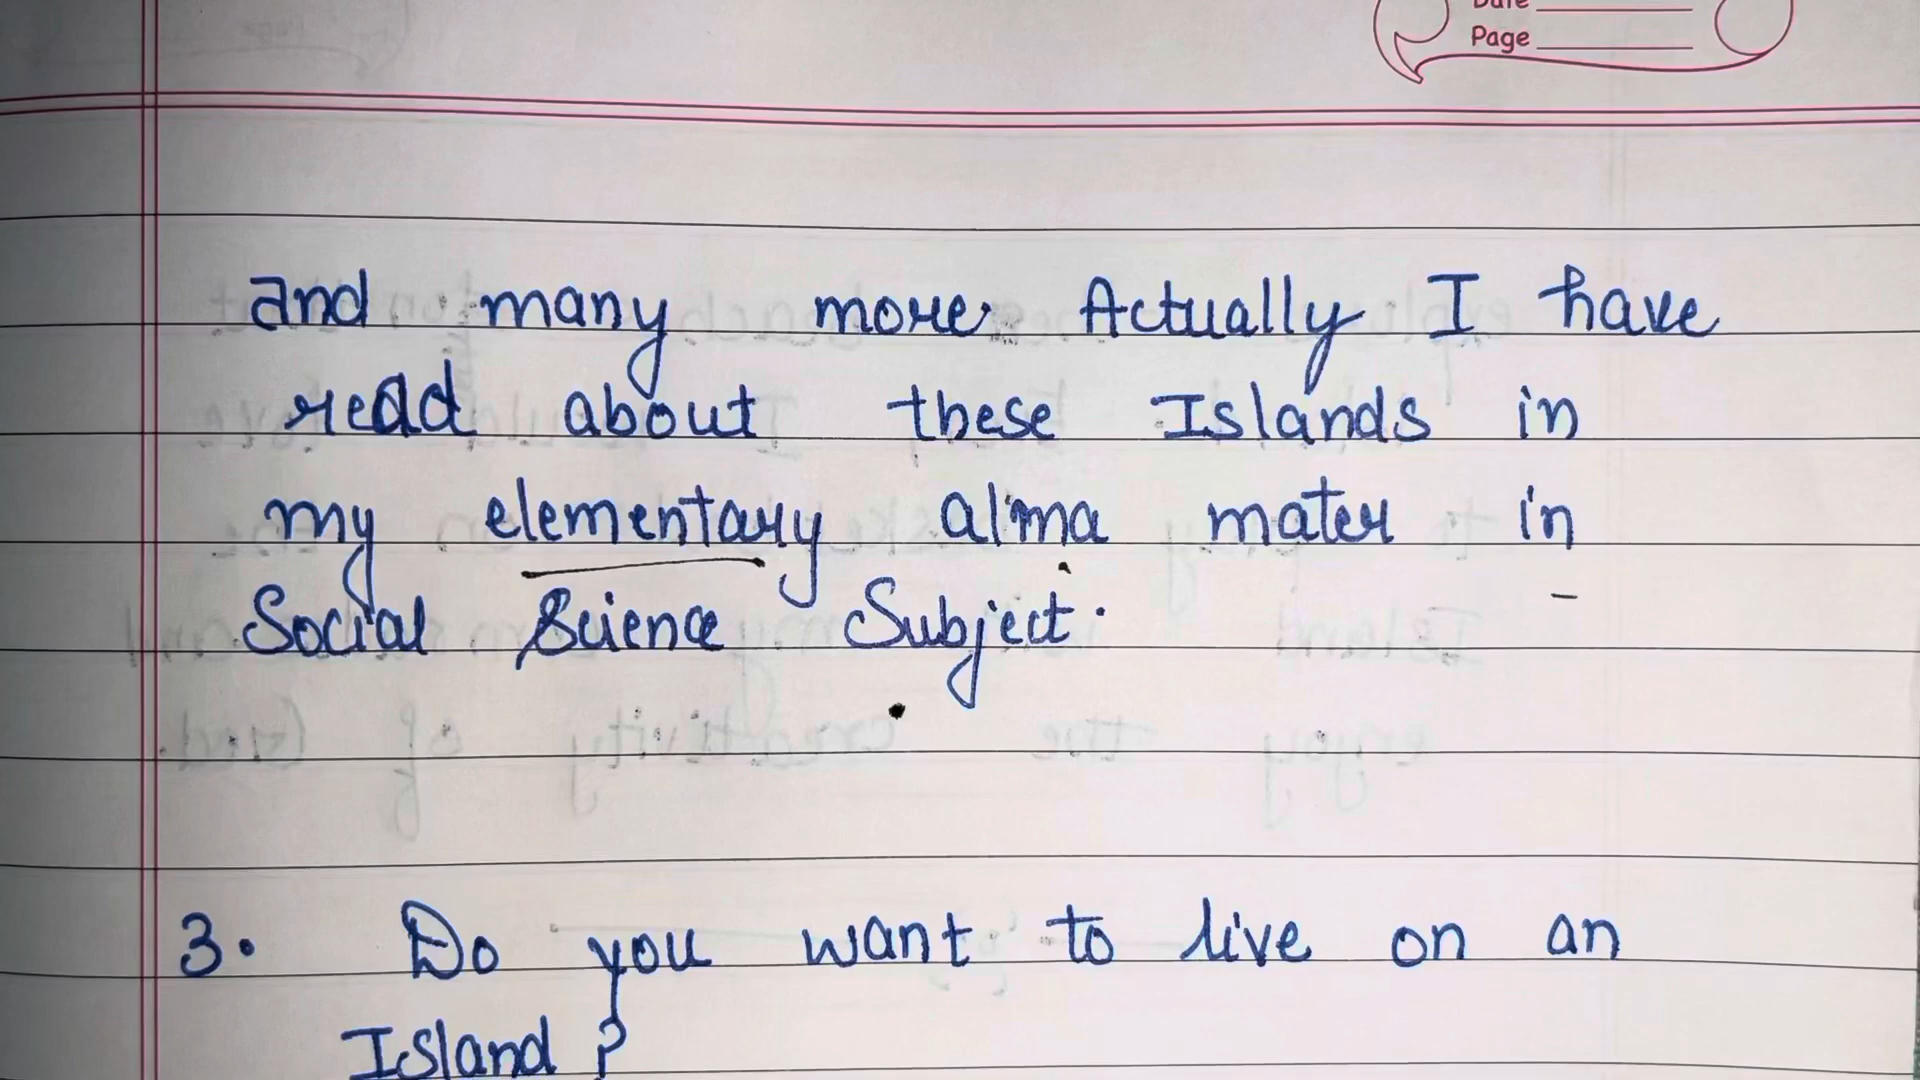 Date
Page
and many more. Actually I have
read about these Islands in
my elementary alma mater in
Social Science Subject.
3. Do you want to live on an
Island?